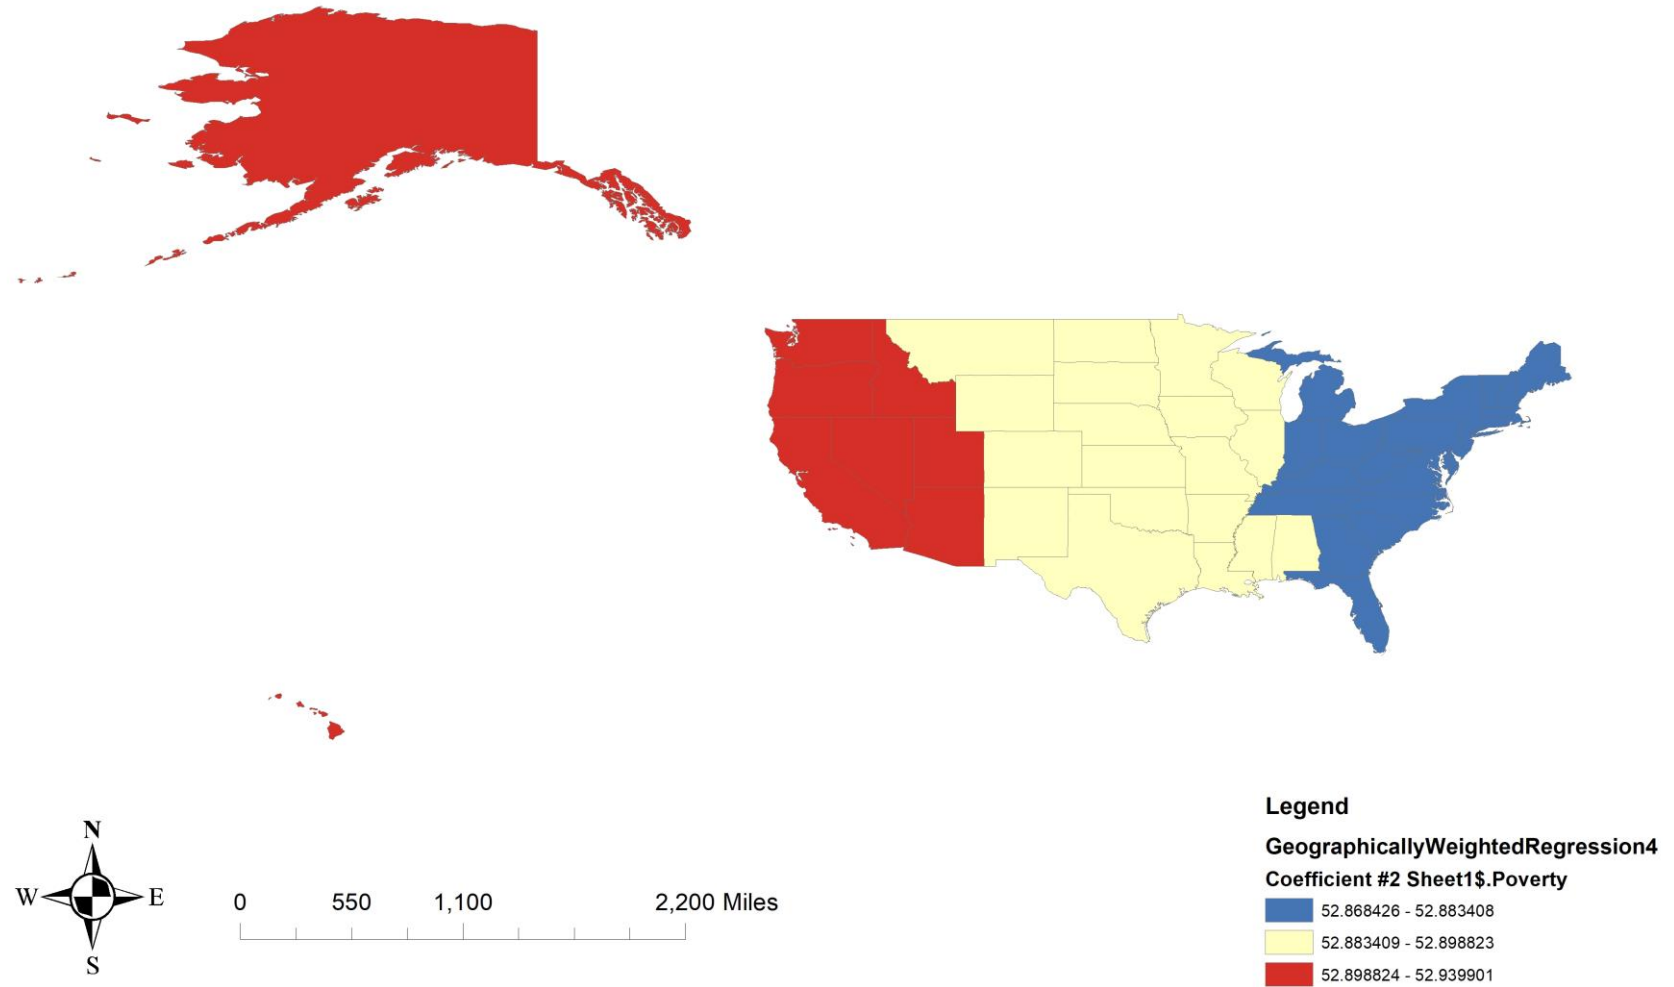 N
W E
S
0 550 1,100 2,200 Miles
Legend
GeographicallyWeightedRegression4
Coefficient #2 Sheet1$.Poverty
52.868426 - 52.883408
52.883409 - 52.898823
52.898824 - 52.939901